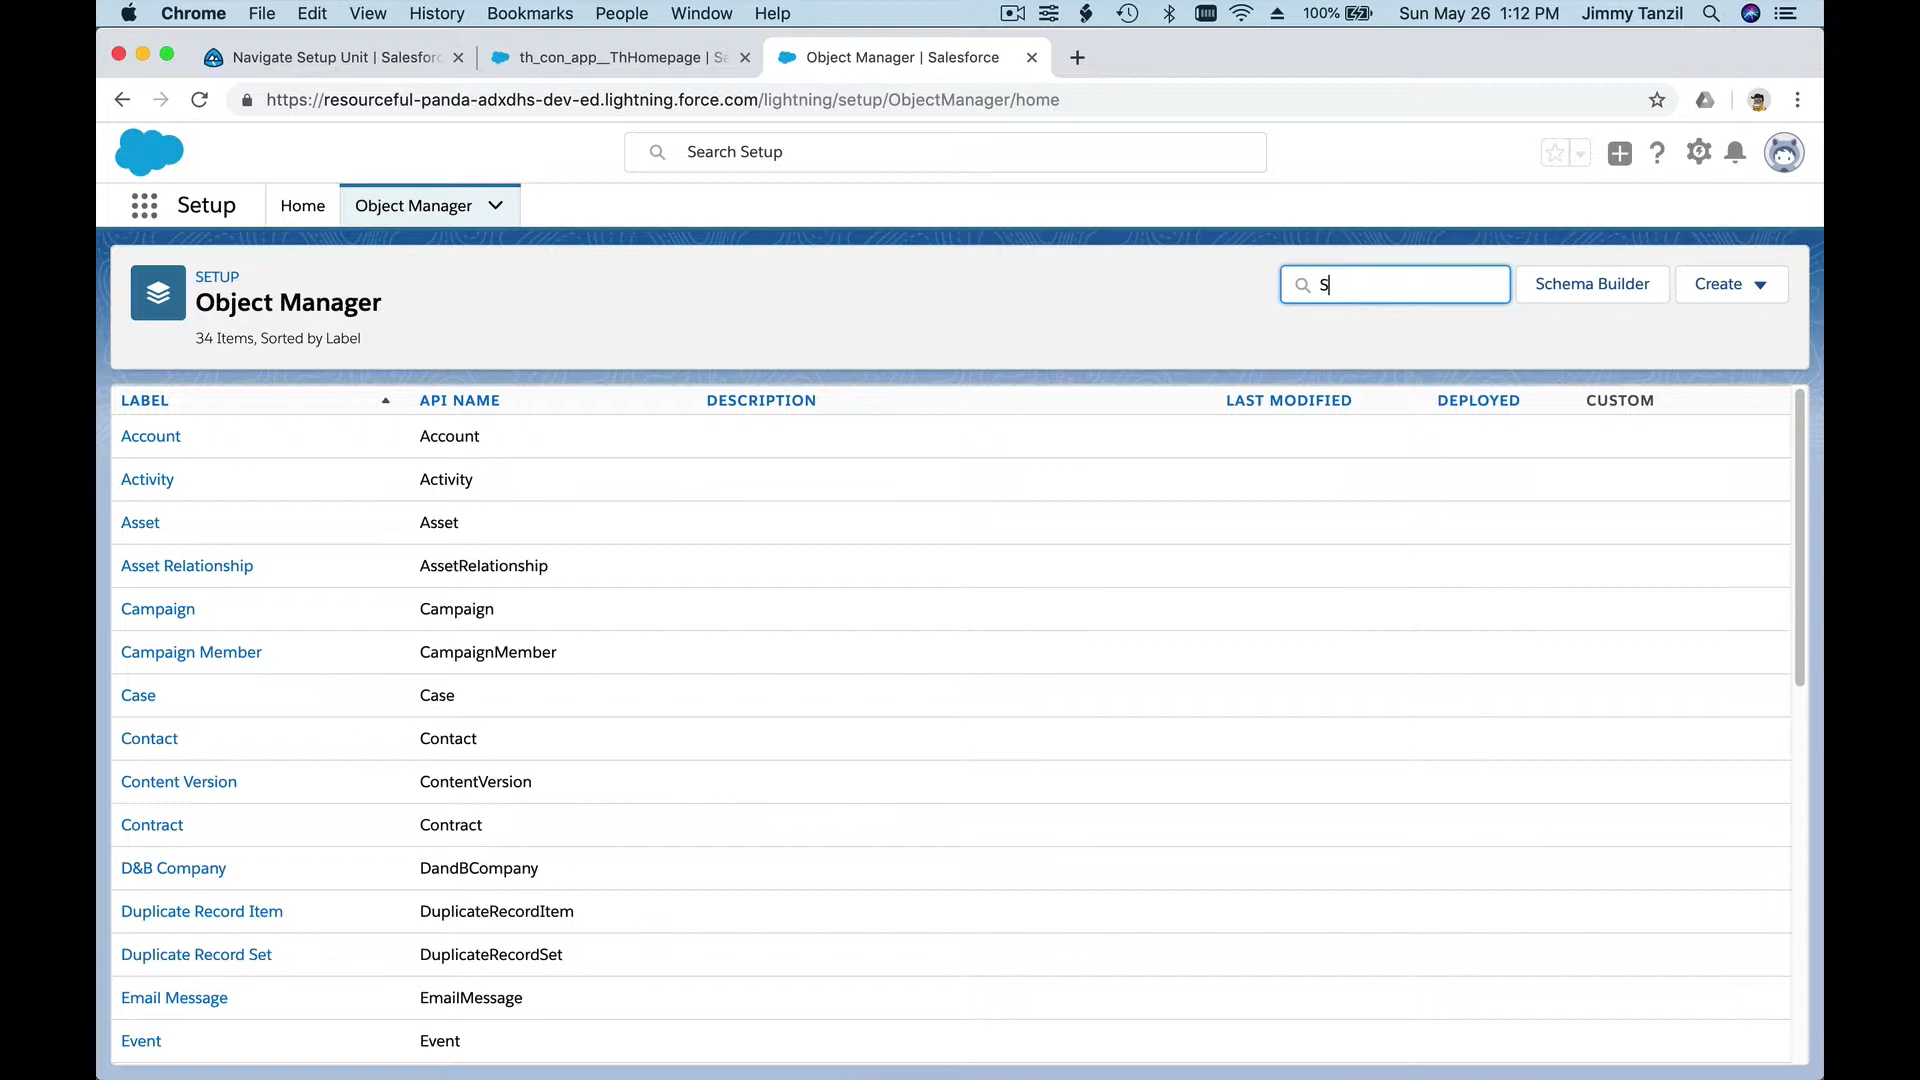 Chrome File Edit View History Bookmarks People Window Help 100% Sun May 26 1:12 PM Jimmy Tanzil
Navigate Setup Unit | Salesforc th_con_app__ThHomepage | Sa Object Manager | Salesforce
https://resourceful-panda-adxdhs-dev-ed.lightning.force.com/lightning/setup/ObjectManager/home
Search Setup
Setup Home Object Manager
SETUP
Object Manager
34 Items, Sorted by Label
S Schema Builder Create
LABEL API NAME DESCRIPTION LAST MODIFIED DEPLOYED CUSTOM
Account Account
Activity Activity
Asset Asset
Asset Relationship AssetRelationship
Campaign Campaign
Campaign Member CampaignMember
Case Case
Contact Contact
Content Version ContentVersion
Contract Contract
D&B Company DandBCompany
Duplicate Record Item DuplicateRecordItem
Duplicate Record Set DuplicateRecordSet
Email Message EmailMessage
Event Event